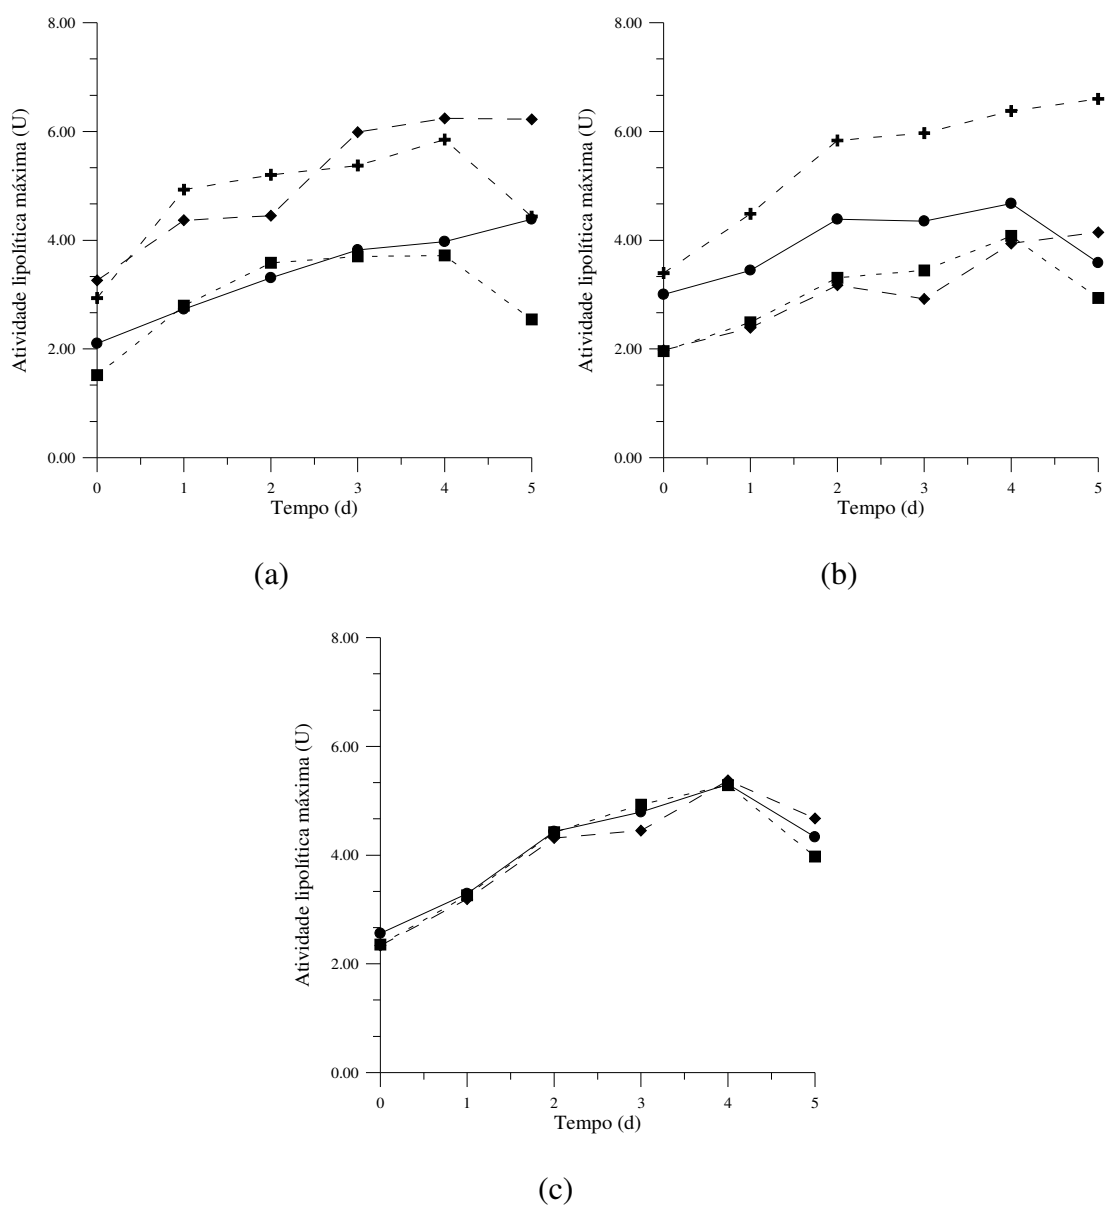 8.00
6.00
4.00
2.00
0.00
Atividade lipolítica máxima (U)
0 1 2 3 4 5
Tempo (d)
(a)
8.00
6.00
4.00
2.00
0.00
Atividade lipolítica máxima (U)
0 1 2 3 4 5
Tempo (d)
(b)
8.00
6.00
4.00
2.00
0.00
Atividade lipolítica máxima (U)
0 1 2 3 4 5
Tempo (d)
(c)